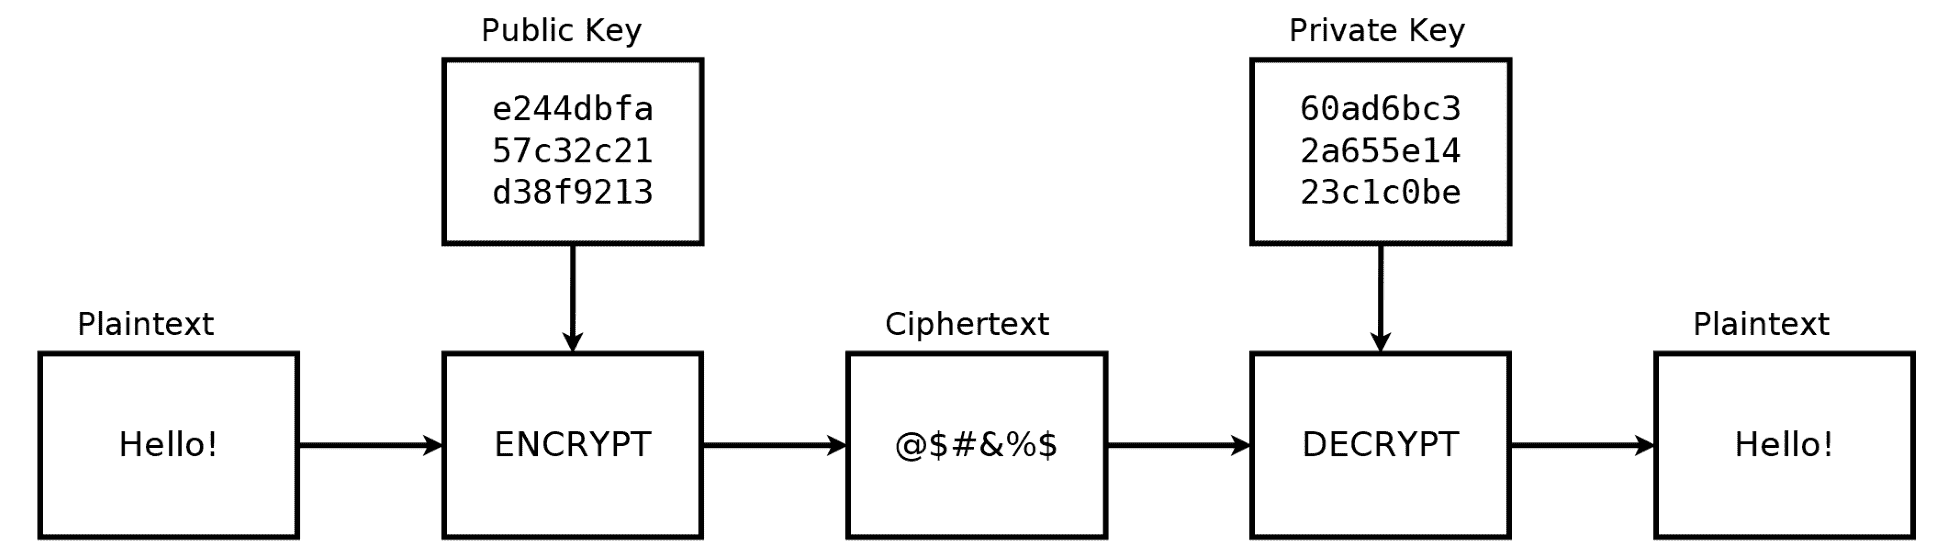 Public Key
e244dbfa
57c32c21
d38f9213
Private Key
60ad6bc3
2a655e14
23c1c0be
Plaintext
Hello!
ENCRYPT
Ciphertext
@$#&%$
DECRYPT
Plaintext
Hello!